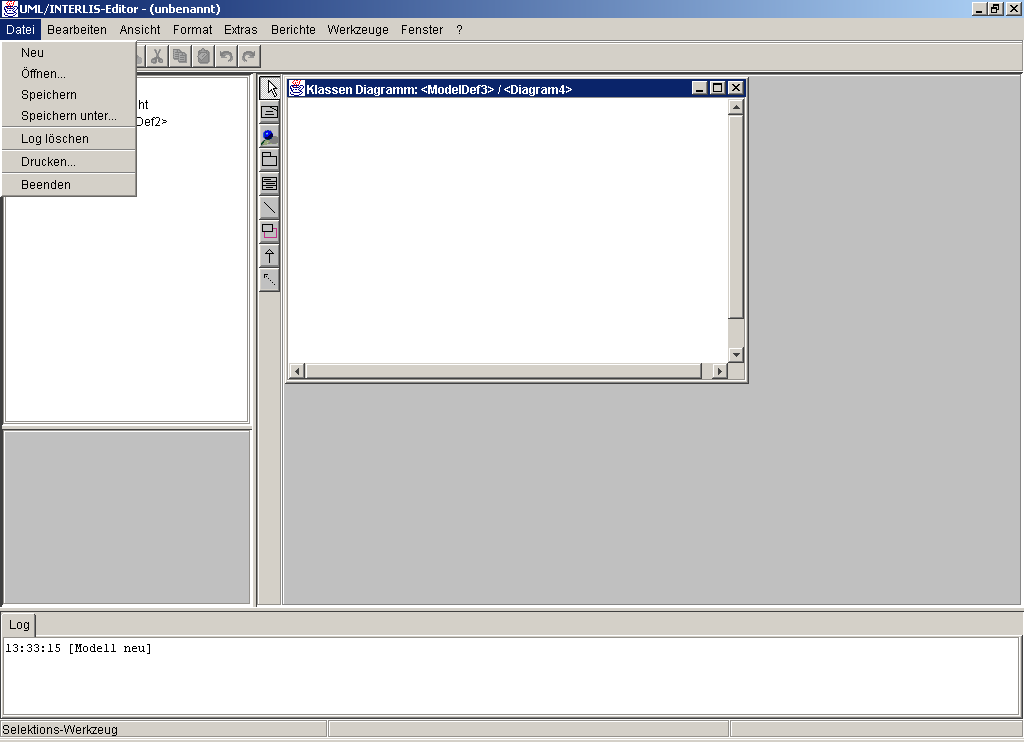 UML/INTERLIS-Editor - (unbenannt)
Datei Bearbeiten Ansicht Format Extras Berichte Werkzeuge Fenster ?
Neu
Öffnen...
Speichern
Speichern unter...
Log löschen
Drucken...
Beenden
ht
Def2>
Klassen Diagramm: <ModelDef3> / <Diagram4>
Log
13:33:15 [Modell neu]
Selektions-Werkzeug